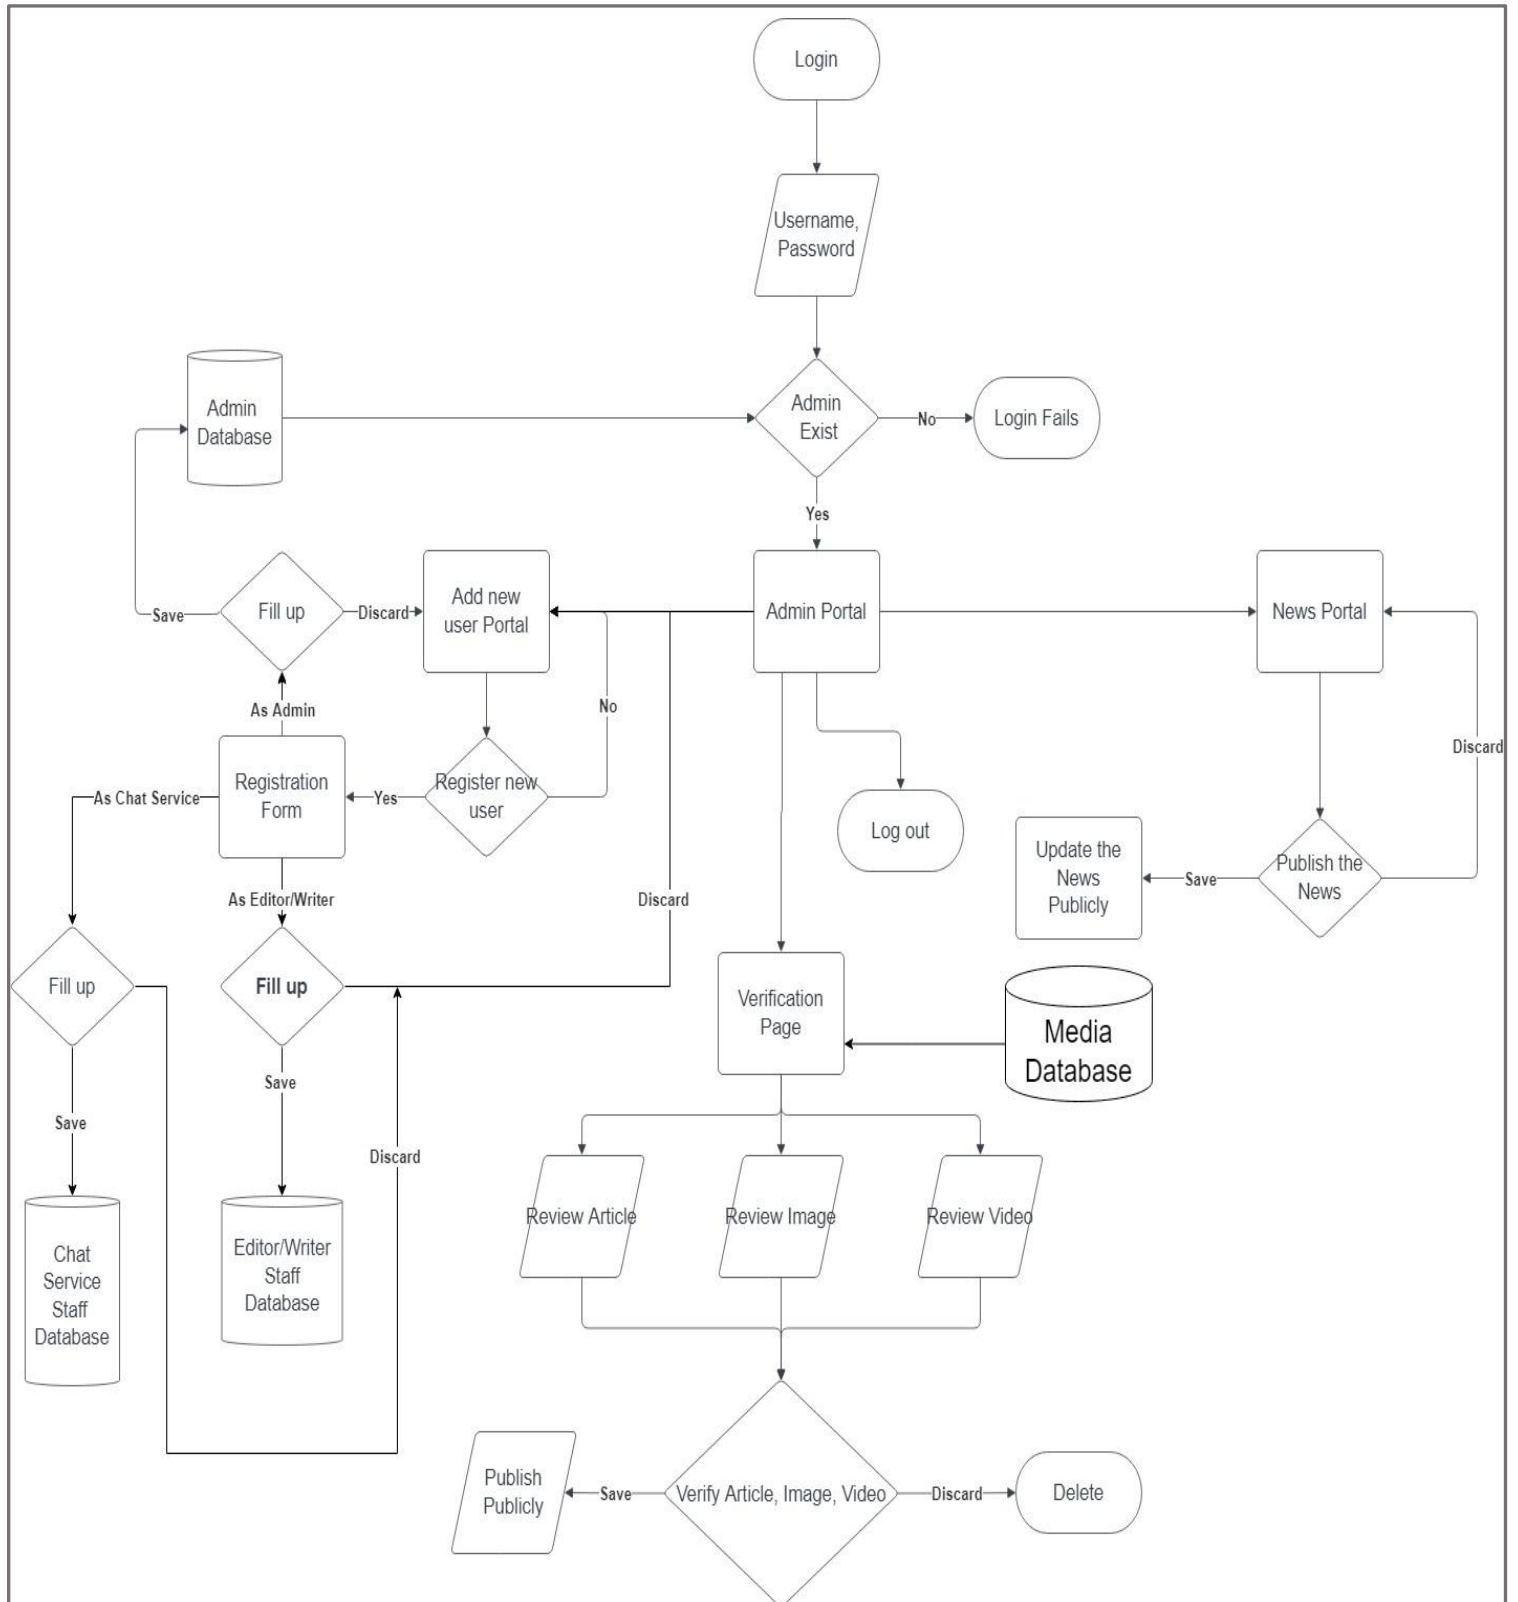 Login
Username,
Password
Admin
Database
Admin
Exist
No
Login Fails
Yes
Save
Fill up
Discard
Add new
user Portal
Admin Portal
News Portal
As Admin
No
Discard
As Chat Service
Registration
Form
Yes
Register new
user
Log out
Update the
News
Publicly
Save
Publish the
News
As Editor/Writer
Discard
Fill up
Fill up
Verification
Page
Media
Database
Save
Save
Discard
Review Article
Review Image
Review Video
Chat
Service
Staff
Database
Editor/Writer
Staff
Database
Publish
Publicly
Save
Verify Article, Image, Video
Discard
Delete